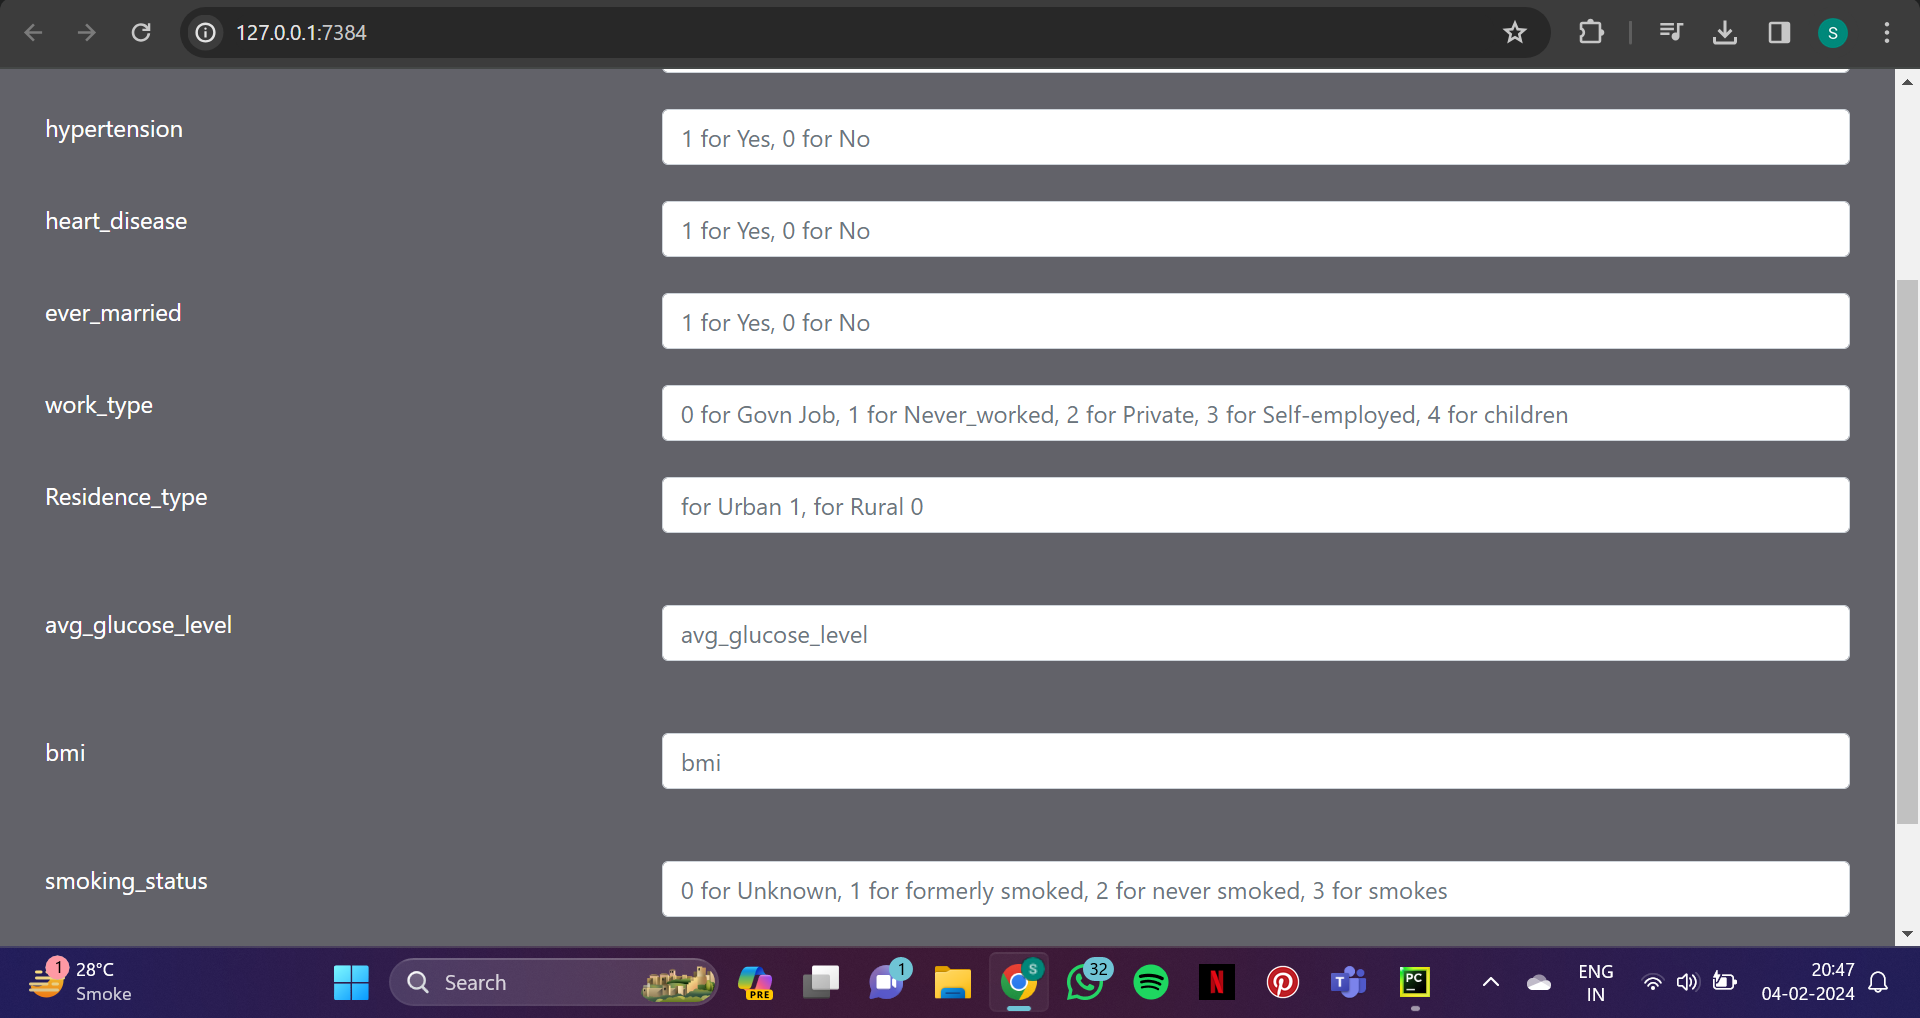 127.0.0.1:7384
S
hypertension
1 for Yes, 0 for No
heart_disease
1 for Yes, 0 for No
ever_married
1 for Yes, 0 for No
work_type
0 for Govn Job, 1 for Never_worked, 2 for Private, 3 for Self-employed, 4 for children
Residence_type
for Urban 1, for Rural 0
avg_glucose_level
avg_glucose_level
bmi
bmi
smoking_status
0 for Unknown, 1 for formerly smoked, 2 for never smoked, 3 for smokes
1
28°C
Smoke
Search
PRE
1
S
32
N
T
PC
ENG
IN
20:47
04-02-2024